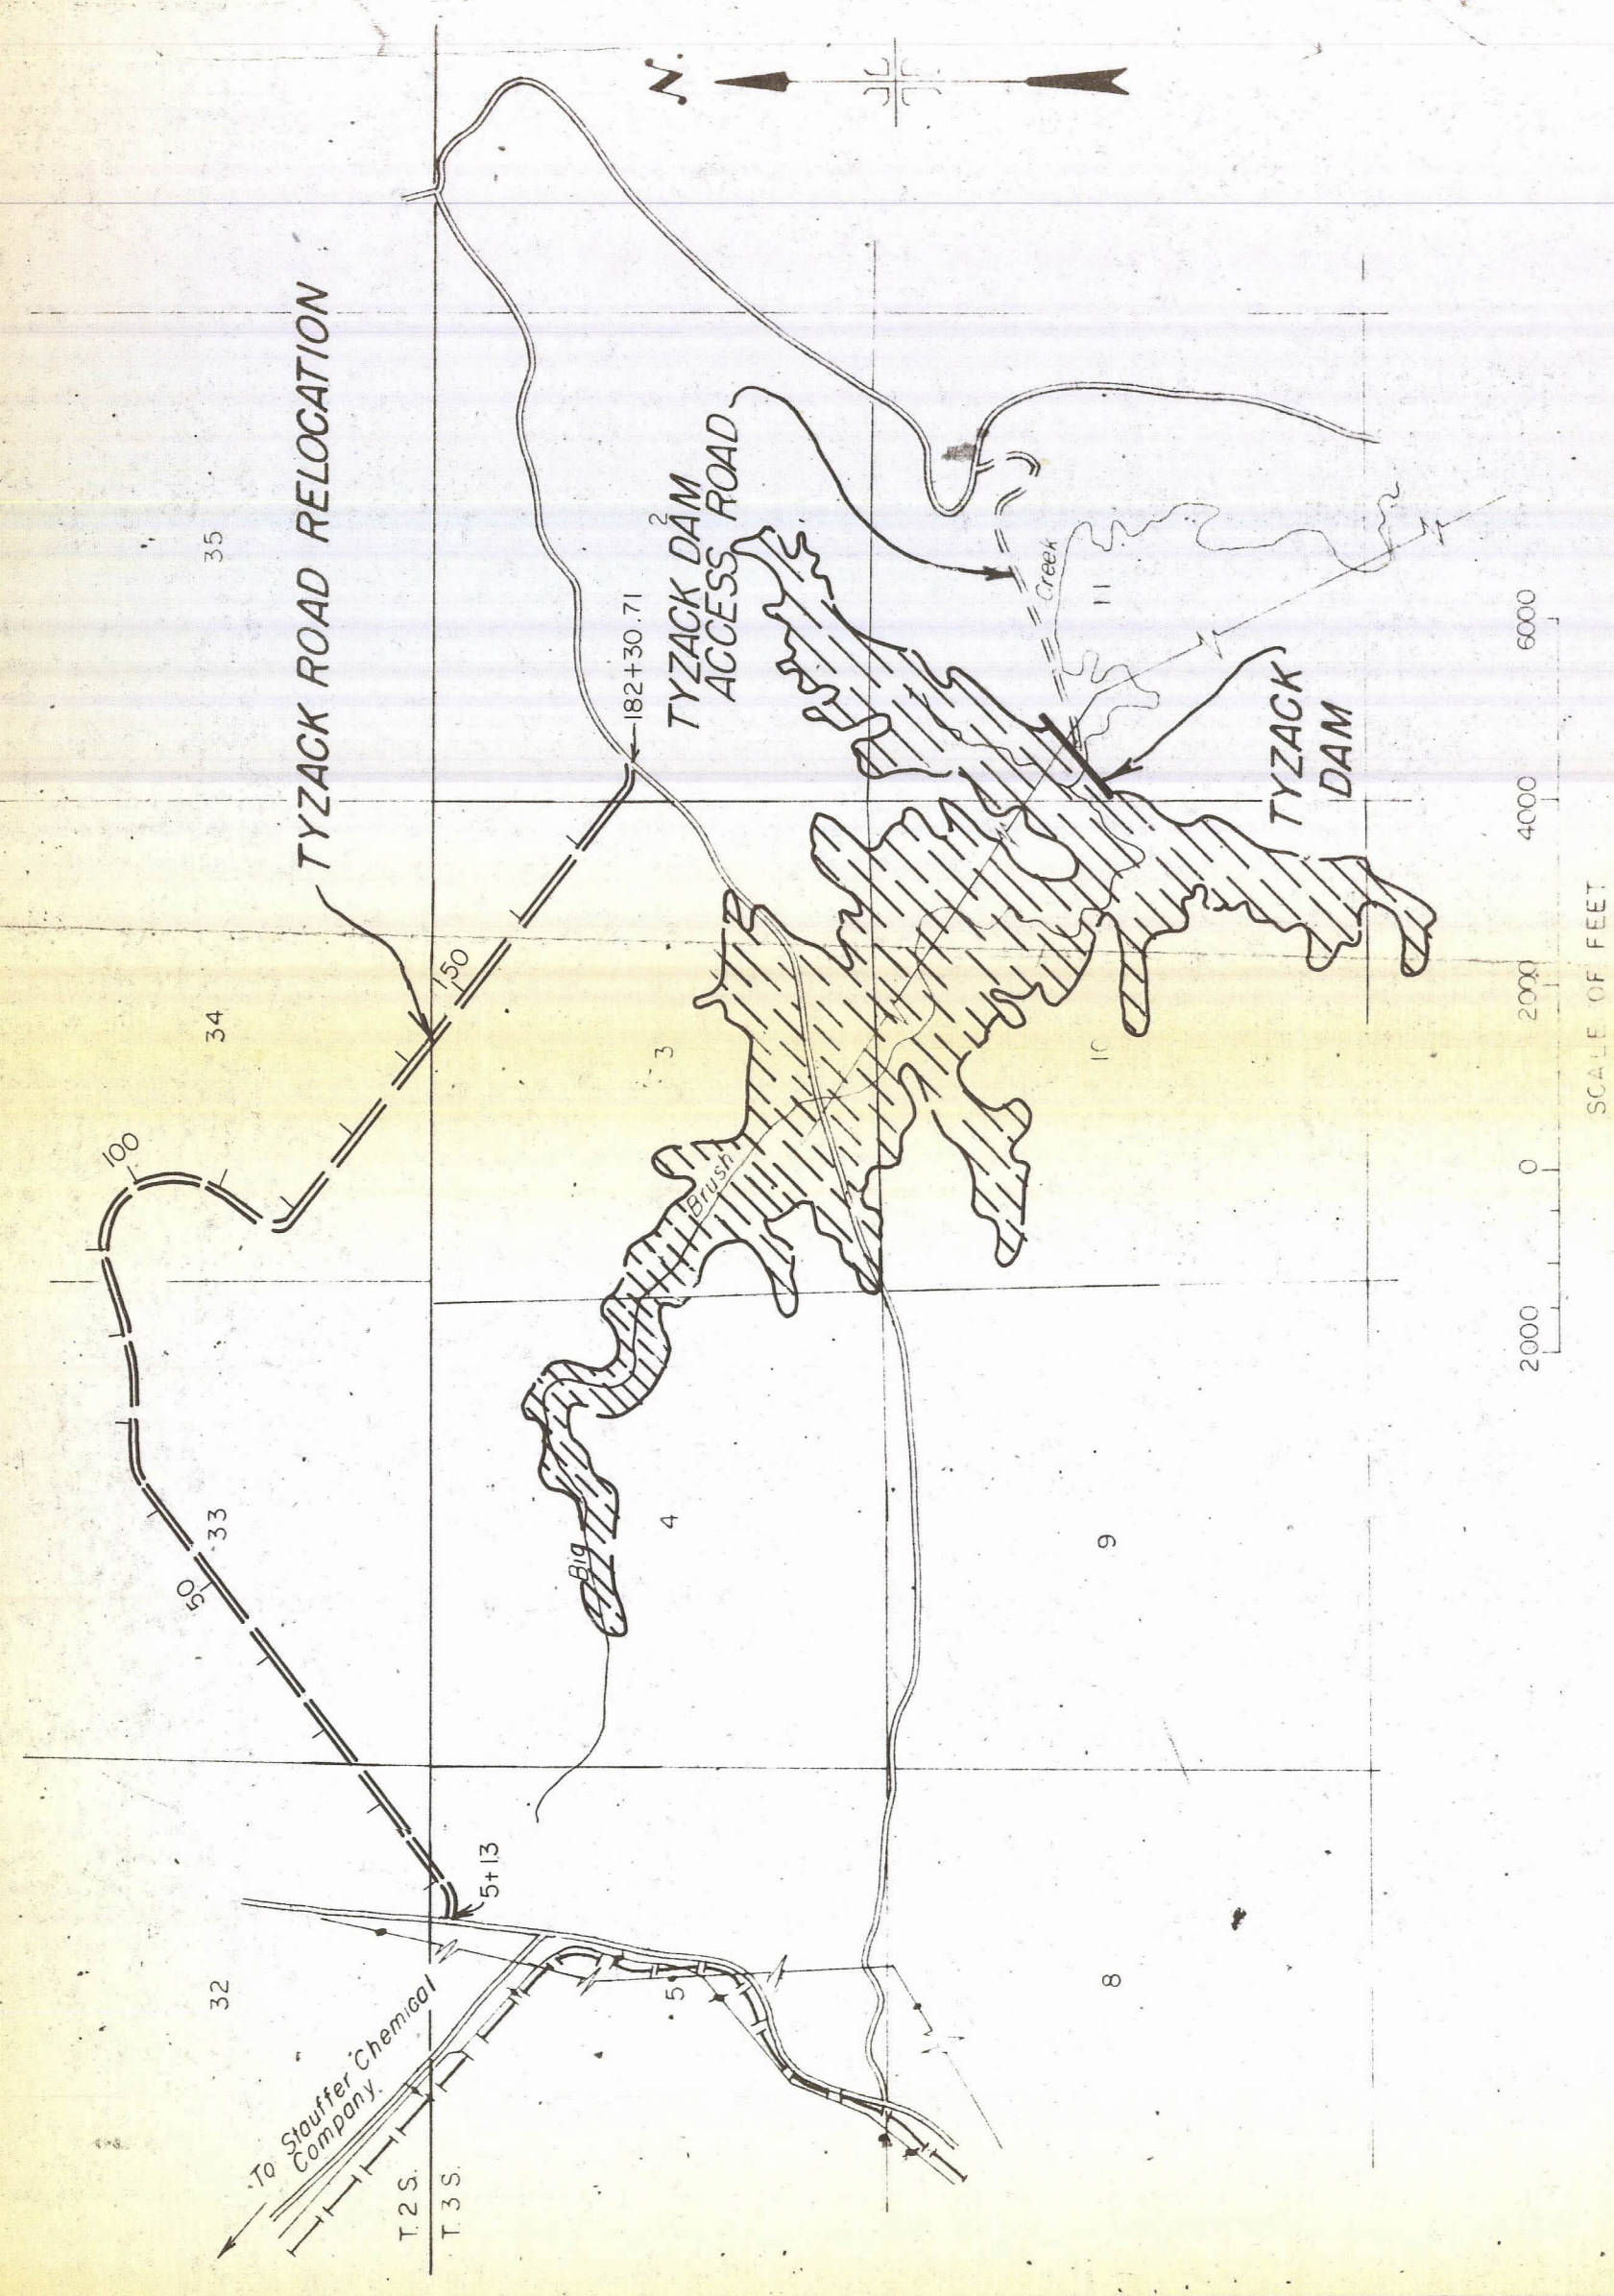 N.
TYZACK ROAD RELOCATION
35
34
33
32
100
150
50
182+30.71
5+13
TYZACK DAM
2
ACCESS ROAD
To Stauffer Chemical
Company
T. 2 S.
T. 3 S.
3
4
5
Big
Brush
Creek
11
10
9
8
TYZACK
DAM
2000
0
2000
4000
6000
SCALE OF FEET